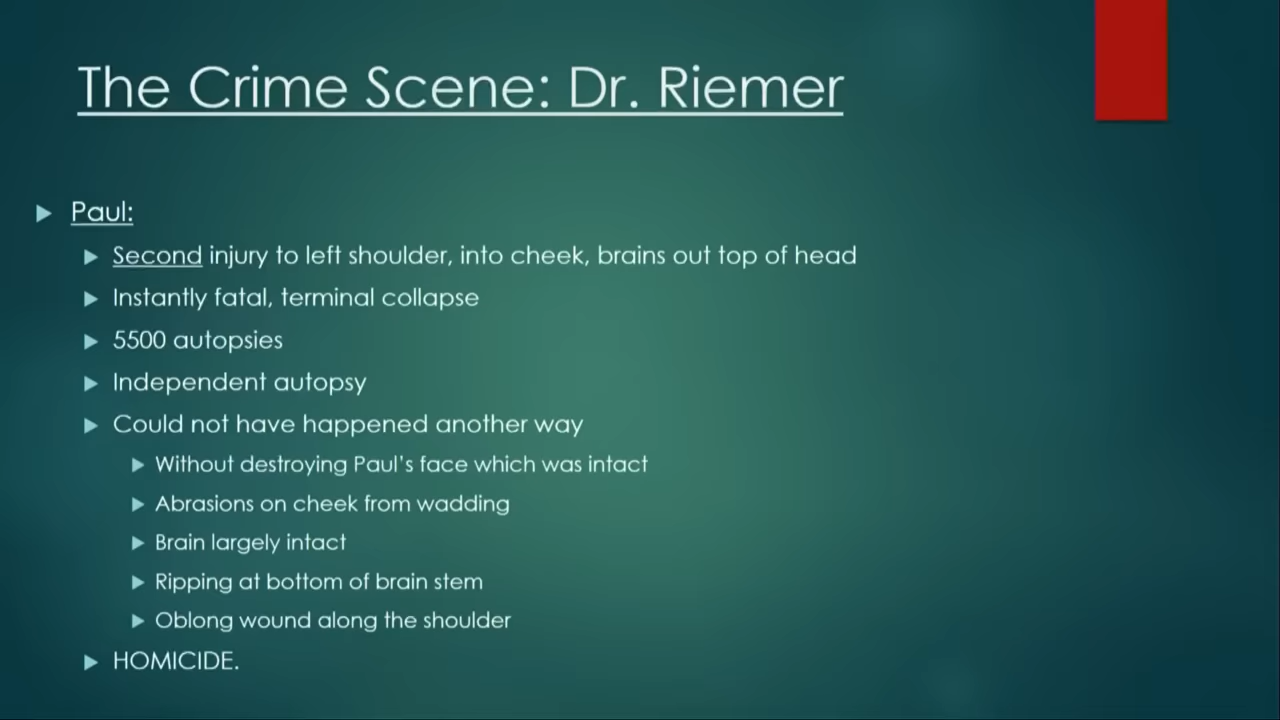 The Crime Scene: Dr. Riemer
Paul:
Second injury to left shoulder, into cheek, brains out top of head
Instantly fatal, terminal collapse
5500 autopsies
Independent autopsy
Could not have happened another way
Without destroying Paul's face which was intact
Abrasions on cheek from wadding
Brain largely intact
Ripping at bottom of brain stem
Oblong wound along the shoulder
HOMICIDE.